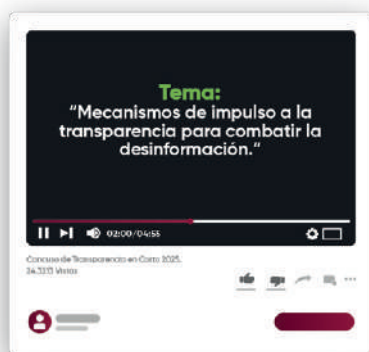 Tema:
“Mecanismos de impulso a la
transparencia para combatir la
desinformación.“
02:00/04:55
Concurso de Transparencia en Corto 2025.
Vistas